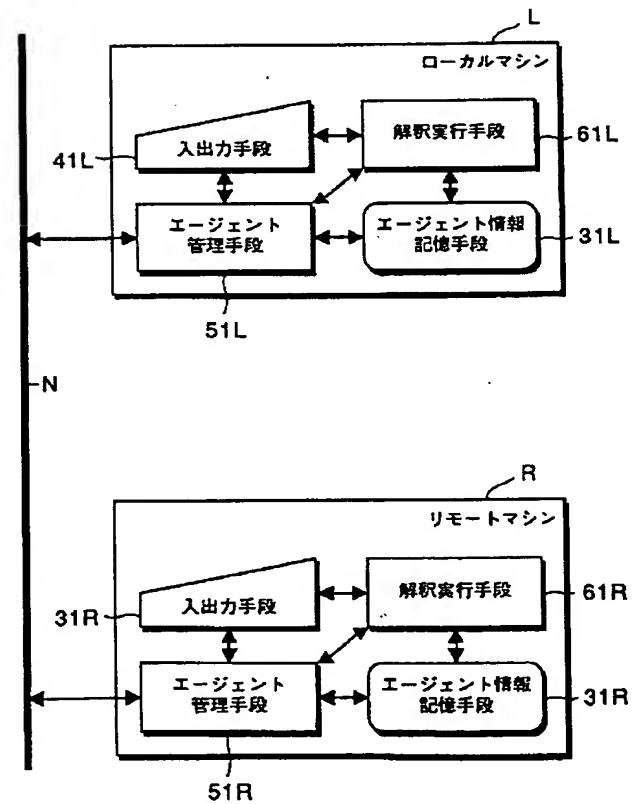 L
ローカルマシン
入出力手段
解釈実行手段
41L
61L
エージェント
管理手段
エージェント情報
記憶手段
31L
51L
N
R
リモートマシン
入出力手段
解釈実行手段
31R
61R
エージェント
管理手段
エージェント情報
記憶手段
31R
51R